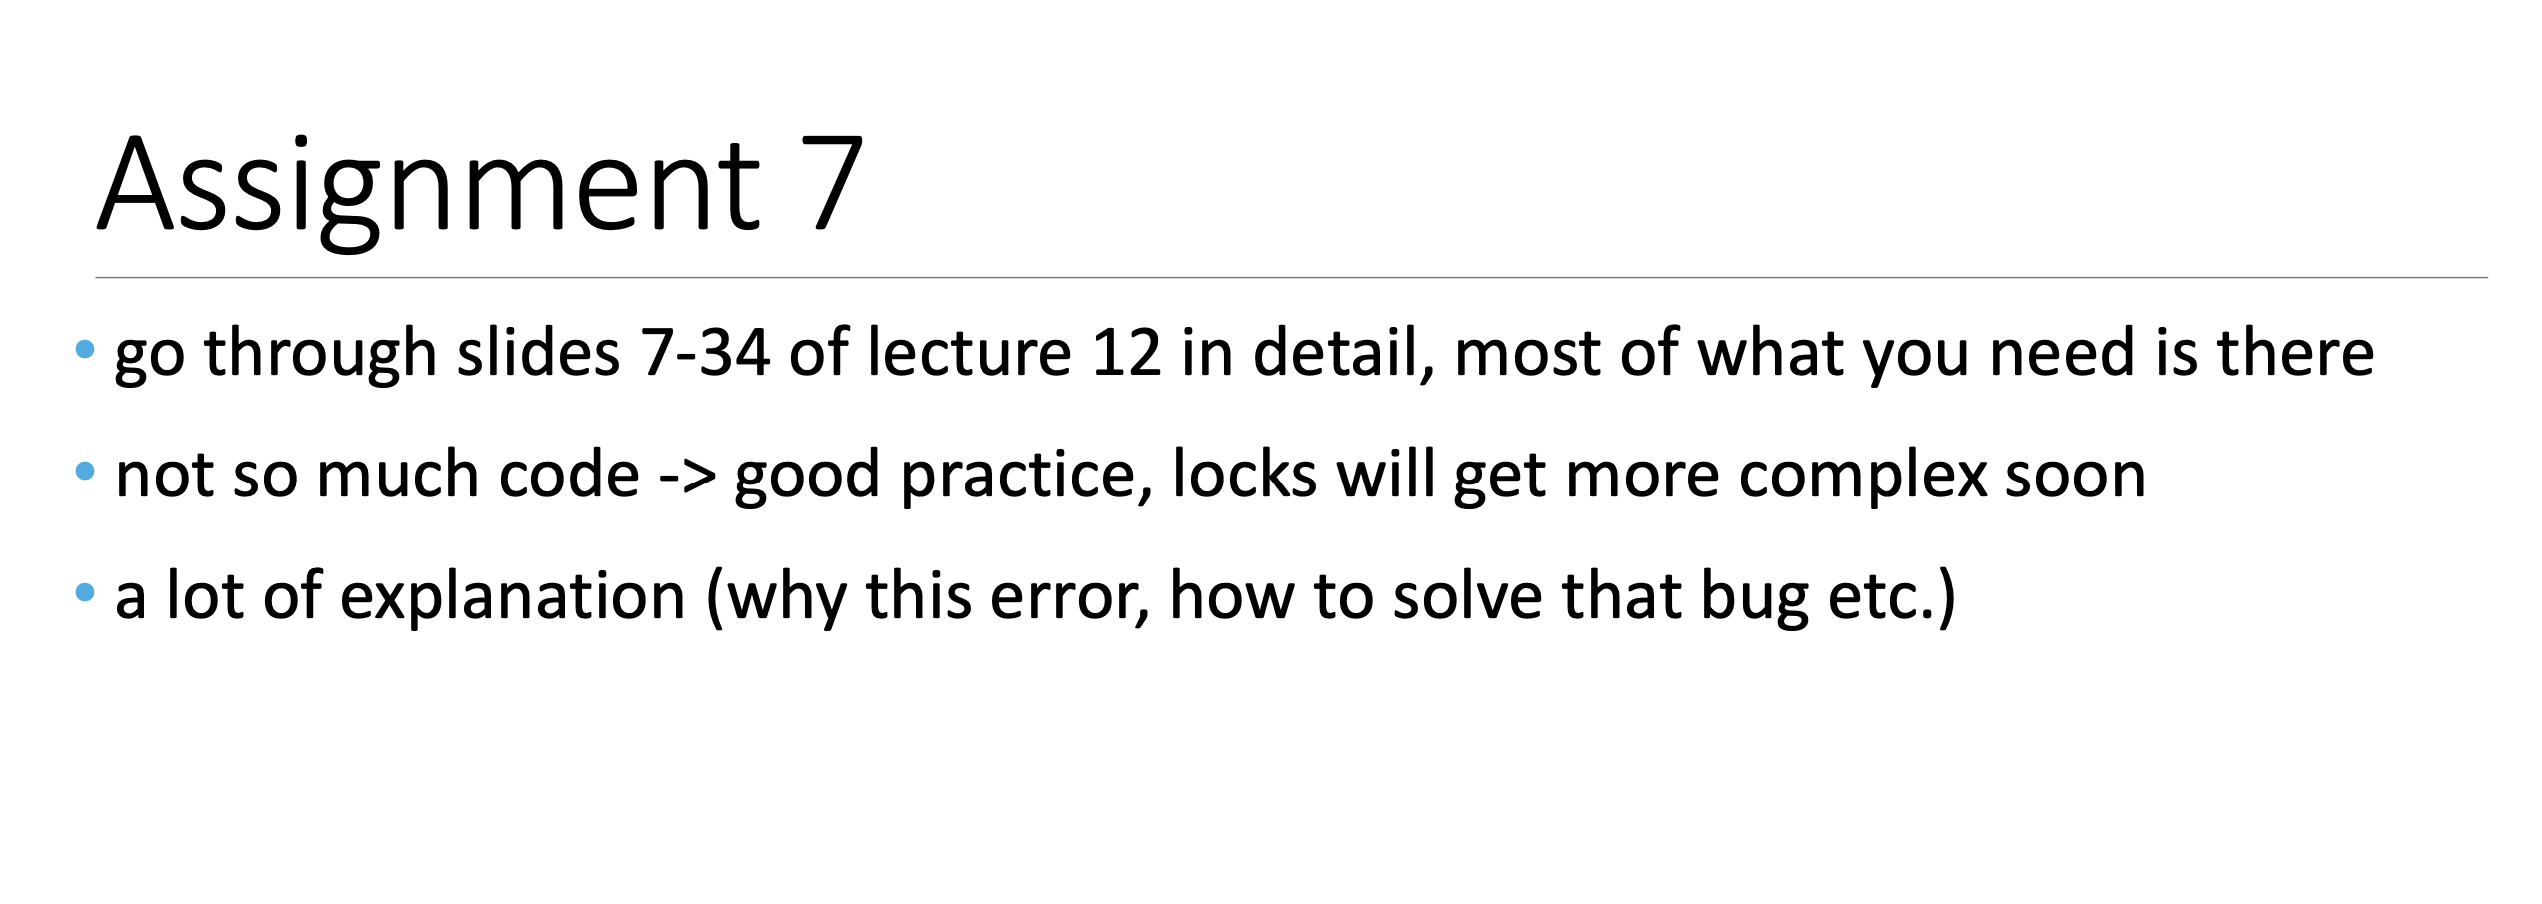 Assignment 7
• go through slides 7-34 of lecture 12 in detail, most of what you need is there
• not so much code -> good practice, locks will get more complex soon
• a lot of explanation (why this error, how to solve that bug etc.)